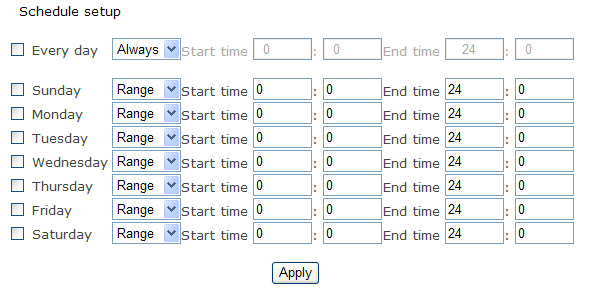 Schedule setup
Every day Always Start time 0 : 0 End time 24 : 0
Sunday Range Start time 0 : 0 End time 24 : 0
Monday Range Start time 0 : 0 End time 24 : 0
Tuesday Range Start time 0 : 0 End time 24 : 0
Wednesday Range Start time 0 : 0 End time 24 : 0
Thursday Range Start time 0 : 0 End time 24 : 0
Friday Range Start time 0 : 0 End time 24 : 0
Saturday Range Start time 0 : 0 End time 24 : 0
Apply